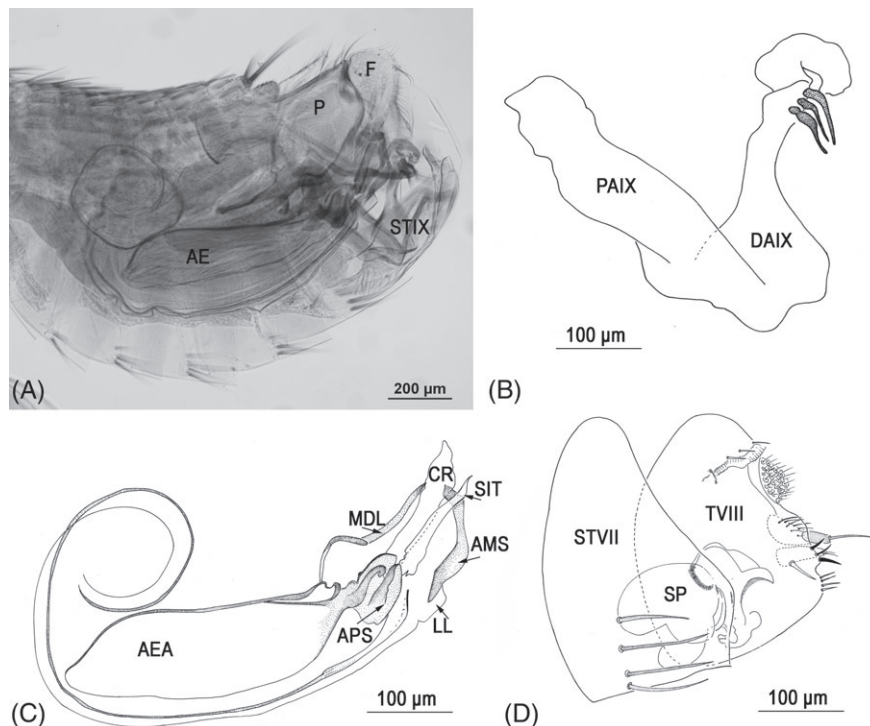 F
P
STIX
AE
200 µm
(A)
PAIX
DAIX
100 µm
(B)
CR
SIT
MDL
AMS
APS
LL
AEA
100 µm
(C)
STVII
TVIII
SP
100 µm
(D)